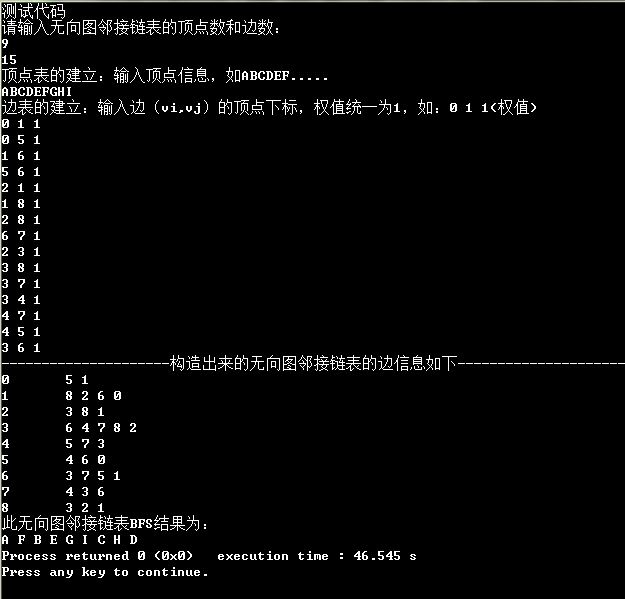 测试代码
请输入无向图邻接链表的顶点数和边数：
9
15
顶点表的建立：输入顶点信息，如ABCDEF.....
ABCDEFGHI
边表的建立：输入边（vi,vj）的顶点下标，权值统一为1，如：0 1 1(权值)
0 1 1
0 5 1
1 6 1
5 6 1
2 1 1
1 8 1
2 8 1
6 7 1
2 3 1
3 8 1
3 7 1
3 4 1
4 7 1
4 5 1
3 6 1
---------------------构造出来的无向图邻接链表的边信息如下---------------------
0 5 1
1 8 2 6 0
2 3 8 1
3 6 4 7 8 2
4 5 7 3
5 4 6 0
6 3 7 5 1
7 4 3 6
8 3 2 1
此无向图邻接链表BFS结果为：
A F B E G I C H D
Process returned 0 (0x0) execution time : 46.545 s
Press any key to continue.